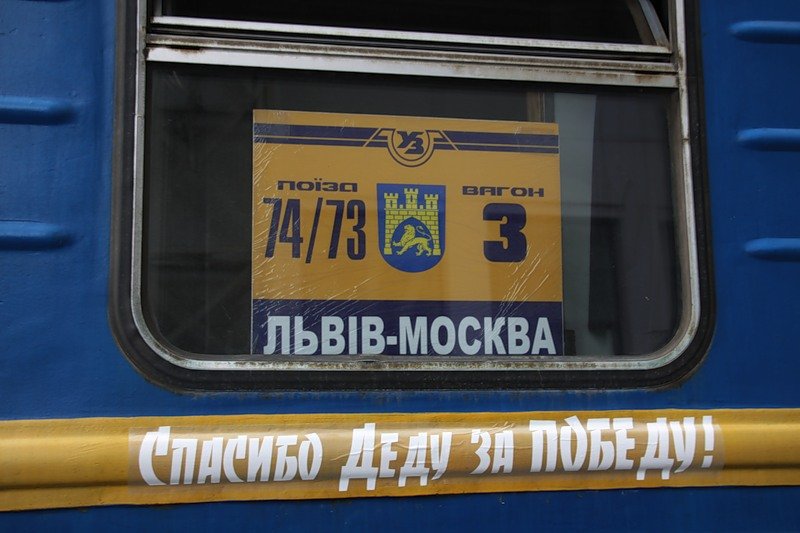 УЗ
поїзд
74/73
вагон
3
ЛЬВІВ-МОСКВА
Спасибо Деду за победу!